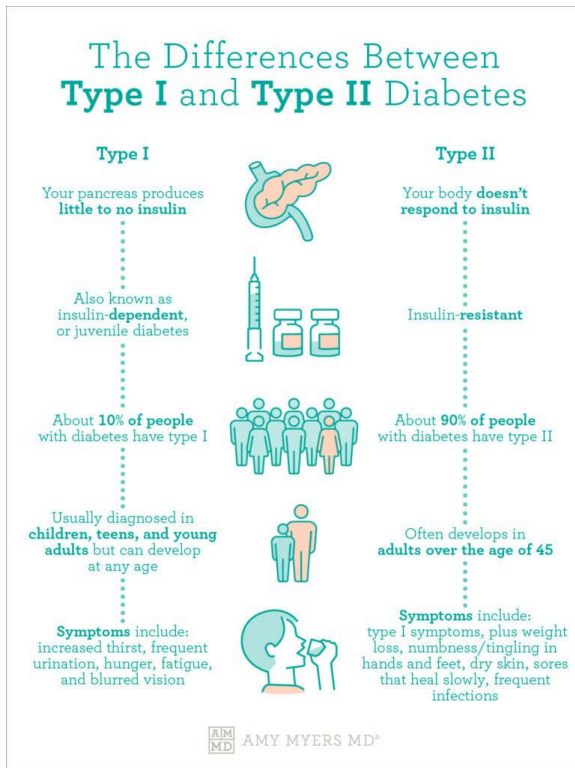 The Differences Between
Type I and Type II Diabetes
Type I
Type II
Your pancreas produces
little to no insulin
Your body doesn't
respond to insulin
Also known as
insulin-dependent,
or juvenile diabetes
Insulin-resistant
About 10% of people
with diabetes have type I
About 90% of people
with diabetes have type II
Usually diagnosed in
children, teens, and young
adults but can develop
at any age
Often develops in
adults over the age of 45
Symptoms include:
increased thirst, frequent
urination, hunger, fatigue,
and blurred vision
Symptoms include:
type I symptoms, plus weight
loss, numbness/tingling in
hands and feet, dry skin, sores
that heal slowly, frequent
infections
AM
MD
AMY MYERS MD®